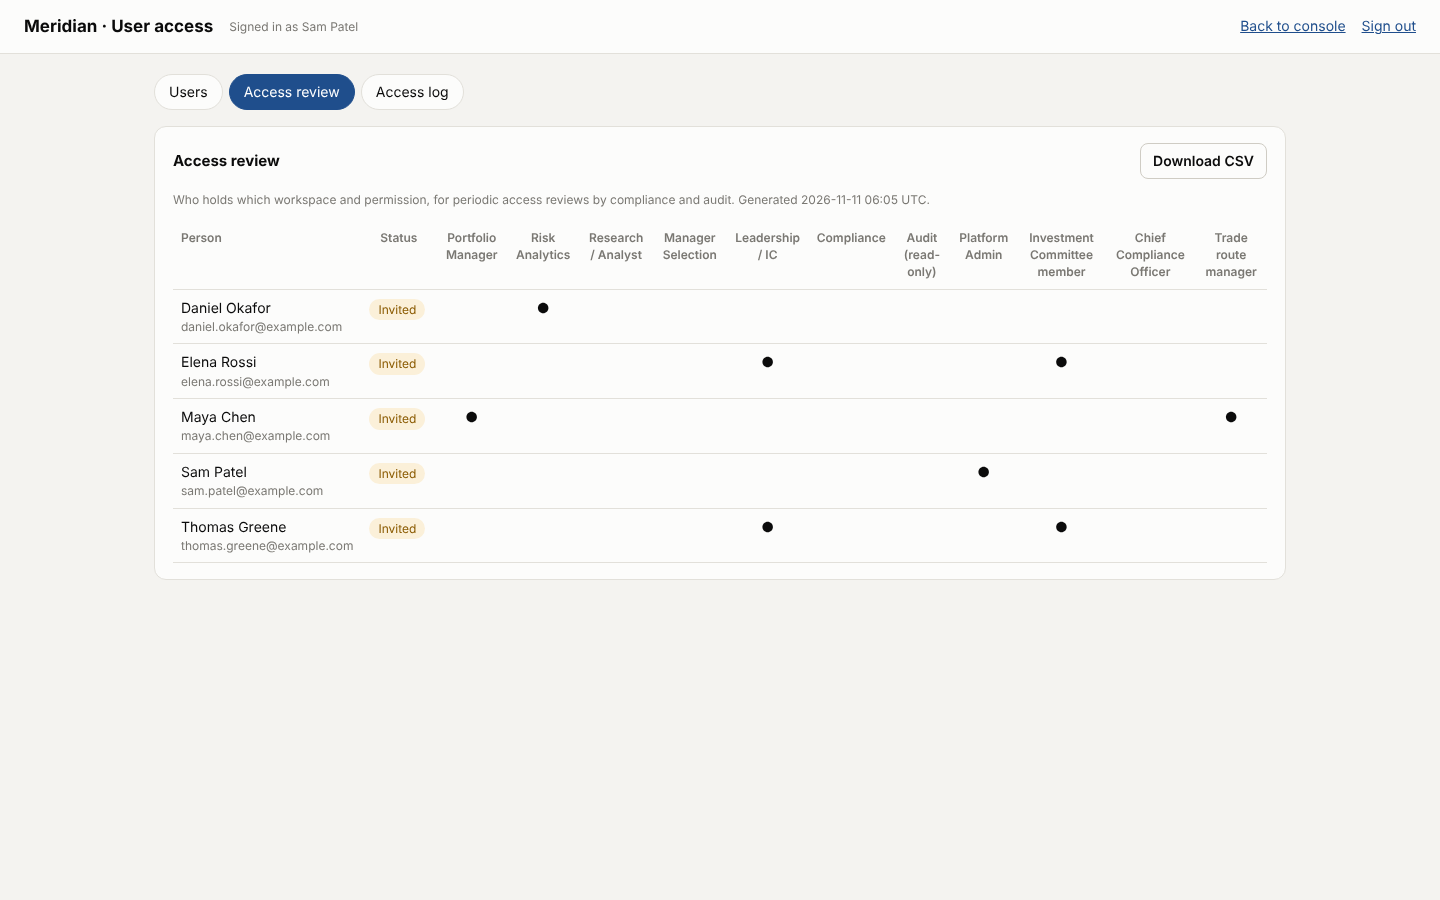 Meridian · User access
Signed in as Sam Patel
Back to console
Sign out
Users
Access review
Access log
Access review
Download CSV
Who holds which workspace and permission, for periodic access reviews by compliance and audit. Generated 2026-11-11 06:05 UTC.
Person
Status
Portfolio
Manager
Risk
Analytics
Research
/ Analyst
Manager
Selection
Leadership
/ IC
Compliance
Audit
(read-
only)
Platform
Admin
Investment
Committee
member
Chief
Compliance
Officer
Trade
route
manager
Daniel Okafor
daniel.okafor@example.com
Invited
Elena Rossi
elena.rossi@example.com
Invited
Maya Chen
maya.chen@example.com
Invited
Sam Patel
sam.patel@example.com
Invited
Thomas Greene
thomas.greene@example.com
Invited